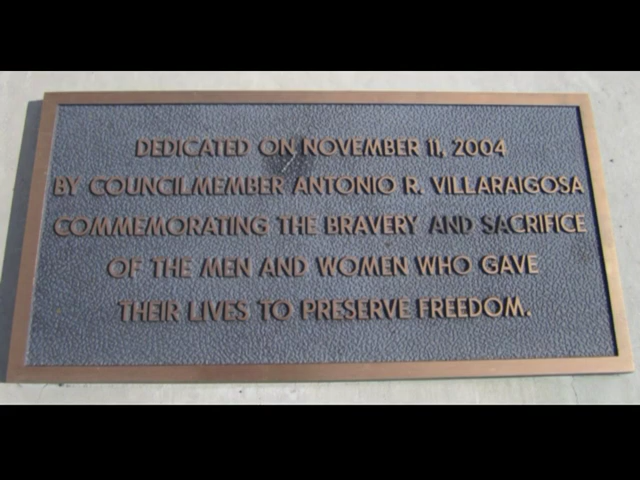 DEDICATED ON NOVEMBER 11, 2004
BY COUNCILMEMBER ANTONIO R. VILLARAIGOSA
COMMEMORATING THE BRAVERY AND SACRIFICE
OF THE MEN AND WOMEN WHO GAVE
THEIR LIVES TO PRESERVE FREEDOM.